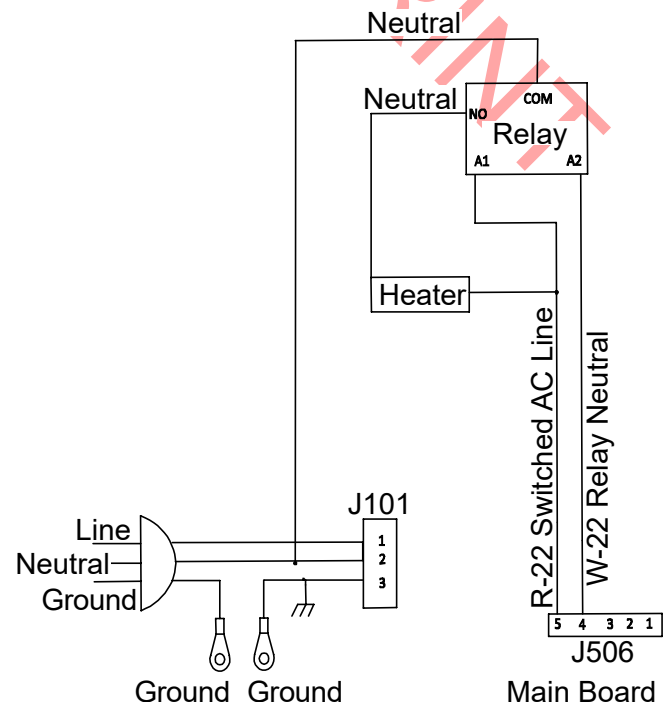 Neutral
COM
Neutral
NO
Relay
A1
A2
Heater
R-22 Switched AC Line
W-22 Relay Neutral
J101
Line
1
Neutral
2
Ground
3
5 4 3 2 1
J506
Ground Ground
Main Board